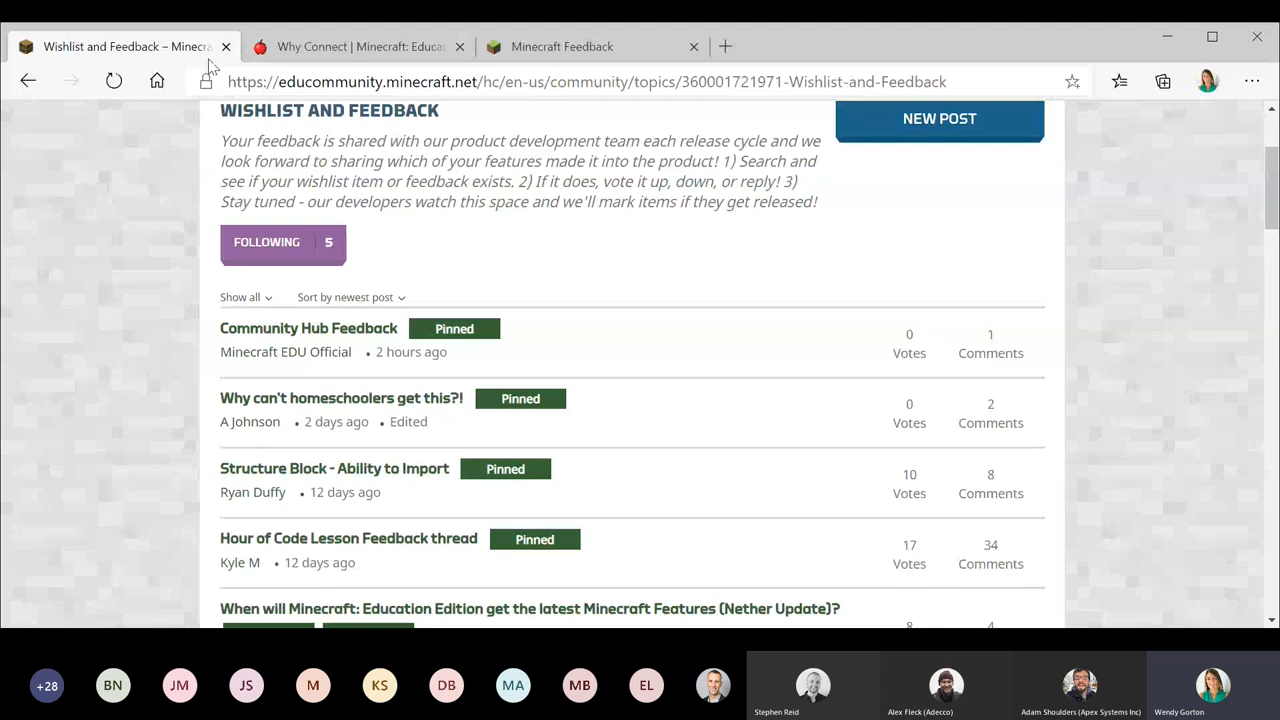 Wishlist and Feedback – Minecra
Why Connect | Minecraft: Educa
Minecraft Feedback
https://educommunity.minecraft.net/hc/en-us/community/topics/360001721971-Wishlist-and-Feedback
WISHLIST AND FEEDBACK
NEW POST
Your feedback is shared with our product development team each release cycle and we
look forward to sharing which of your features made it into the product! 1) Search and
see if your wishlist item or feedback exists. 2) If it does, vote it up, down, or reply! 3)
Stay tuned - our developers watch this space and we'll mark items if they get released!
FOLLOWING 5
Show all Sort by newest post
Community Hub Feedback Pinned
Minecraft EDU Official • 2 hours ago
0 Votes
1 Comments
Why can't homeschoolers get this?! Pinned
A Johnson • 2 days ago • Edited
0 Votes
2 Comments
Structure Block - Ability to Import Pinned
Ryan Duffy • 12 days ago
10 Votes
8 Comments
Hour of Code Lesson Feedback thread Pinned
Kyle M • 12 days ago
17 Votes
34 Comments
When will Minecraft: Education Edition get the latest Minecraft Features (Nether Update)?
8 4
+28 BN JM JS M KS DB MA MB EL
Stephen Reid
Alex Fleck (Adecco)
Adam Shoulders (Apex Systems Inc)
Wendy Gorton